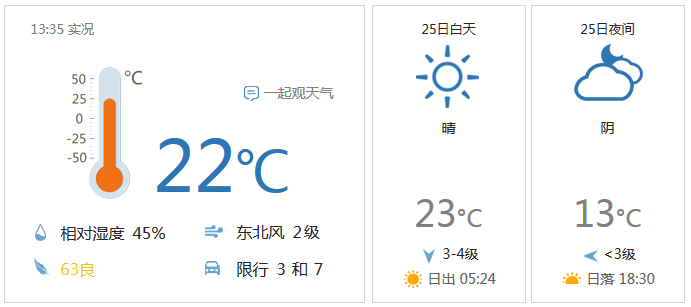 13:35 实况
℃
50
25
0
-25
-50
一起观天气
22℃
相对湿度 45%
东北风 2级
63良
限行 3 和 7
25日白天
晴
23℃
3-4级
日出 05:24
25日夜间
阴
13℃
<3级
日落 18:30